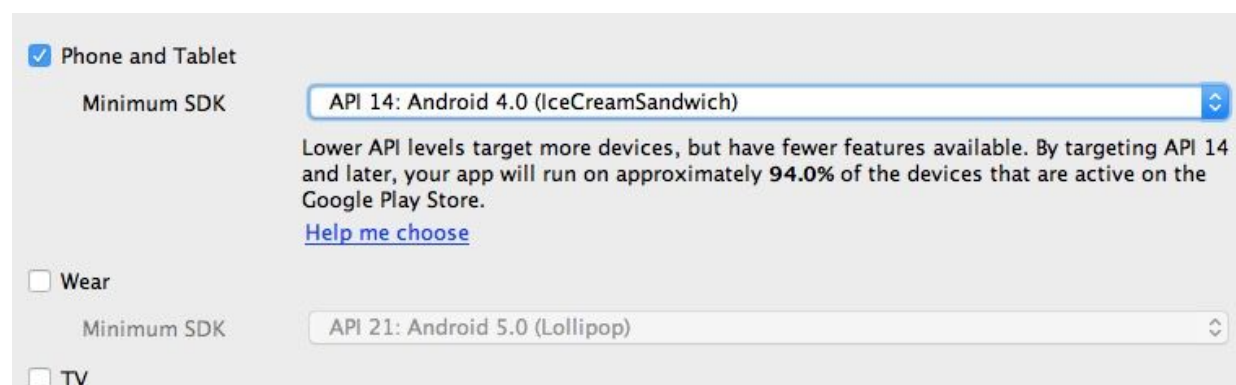 Phone and Tablet
Minimum SDK API 14: Android 4.0 (IceCreamSandwich)
Lower API levels target more devices, but have fewer features available. By targeting API 14
and later, your app will run on approximately 94.0% of the devices that are active on the
Google Play Store.
Help me choose
Wear
Minimum SDK API 21: Android 5.0 (Lollipop)
TV